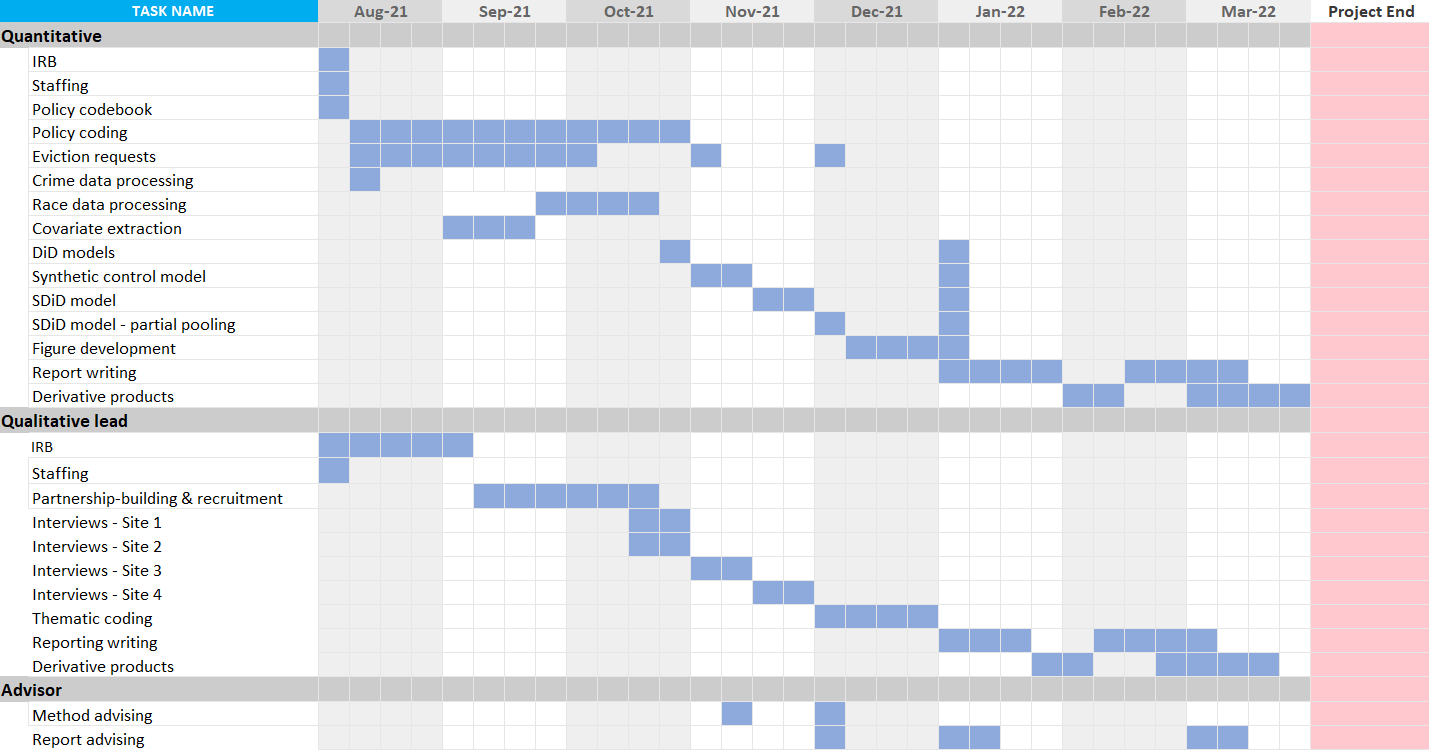 TASK NAME Aug-21 Sep-21 Oct-21 Nov-21 Dec-21 Jan-22 Feb-22 Mar-22 Project End
Quantitative
IRB
Staffing
Policy codebook
Policy coding
Eviction requests
Crime data processing
Race data processing
Covariate extraction
DiD models
Synthetic control model
SDiD model
SDiD model - partial pooling
Figure development
Report writing
Derivative products
Qualitative lead
IRB
Staffing
Partnership-building & recruitment
Interviews - Site 1
Interviews - Site 2
Interviews - Site 3
Interviews - Site 4
Thematic coding
Reporting writing
Derivative products
Advisor
Method advising
Report advising